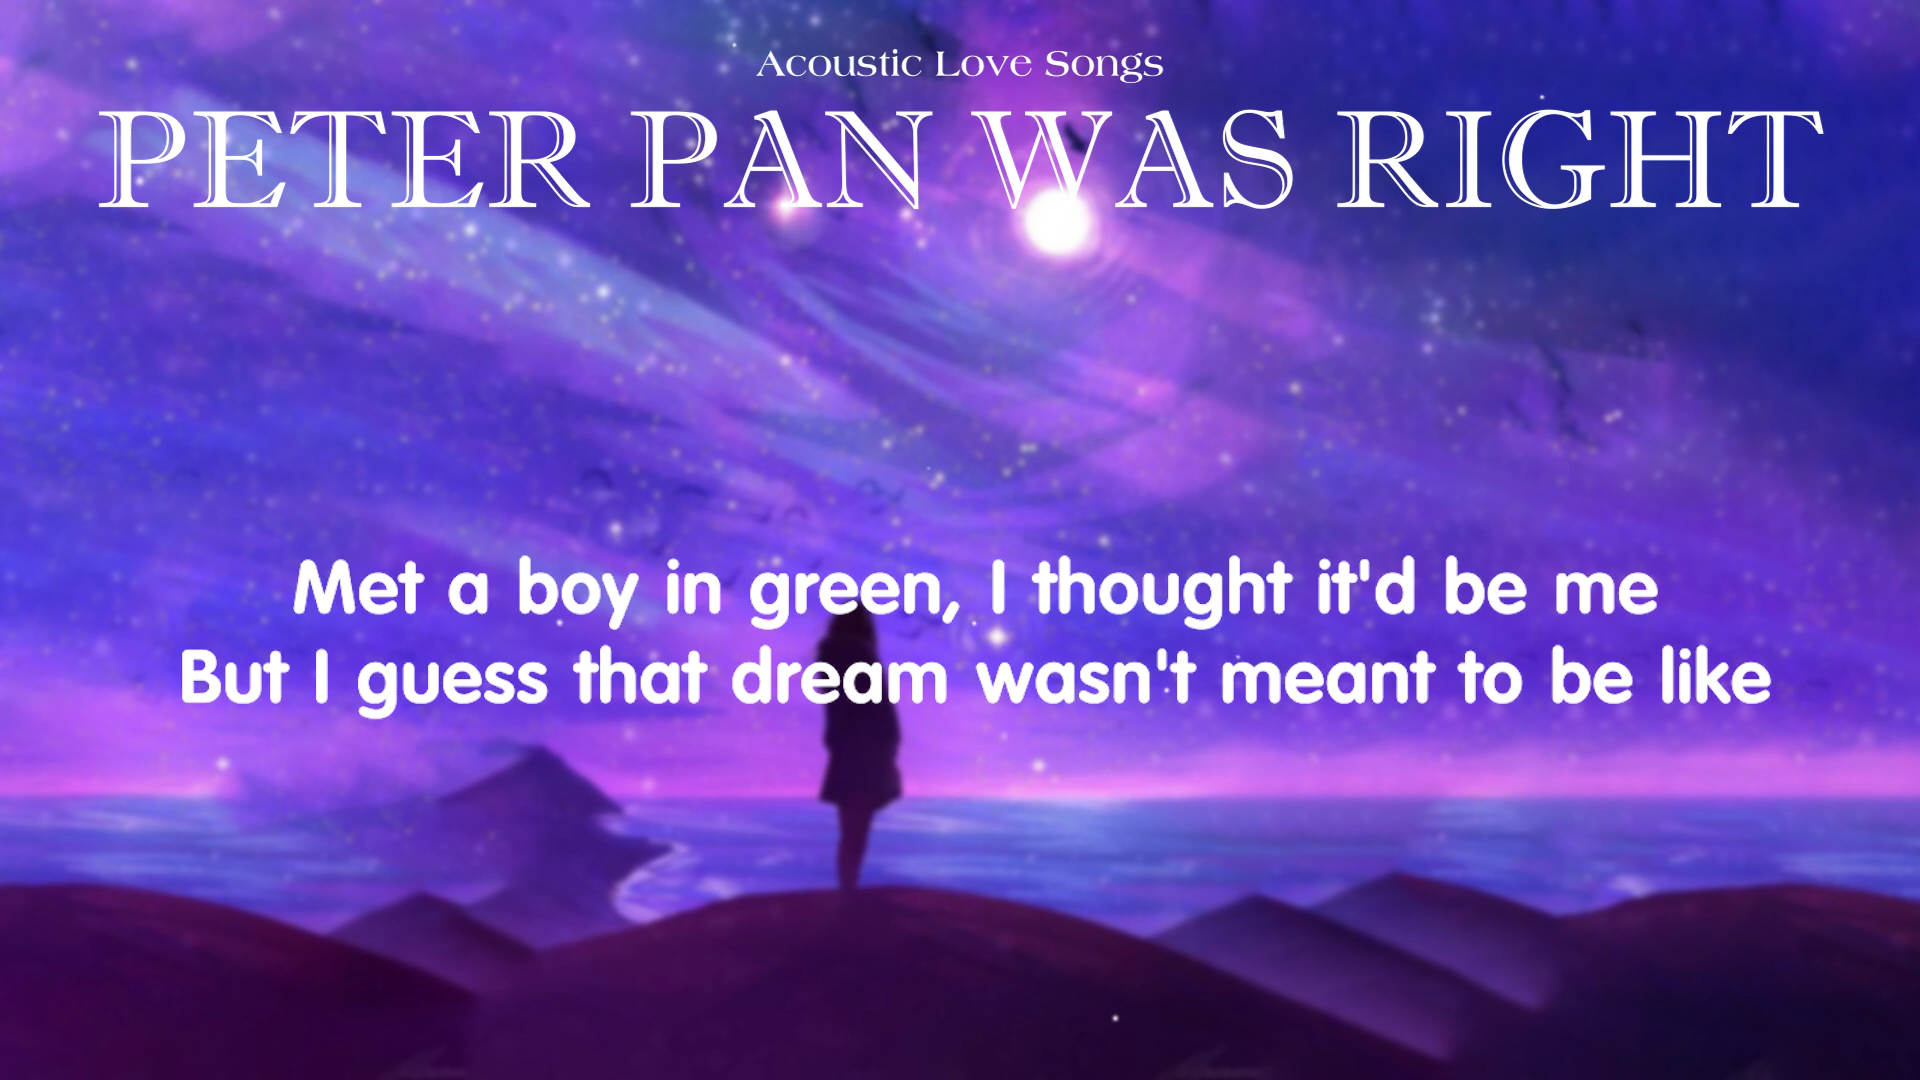 Acoustic Love Songs
PETER PAN WAS RIGHT
Met a boy in green, I thought it'd be me
But I guess that dream wasn't meant to be like